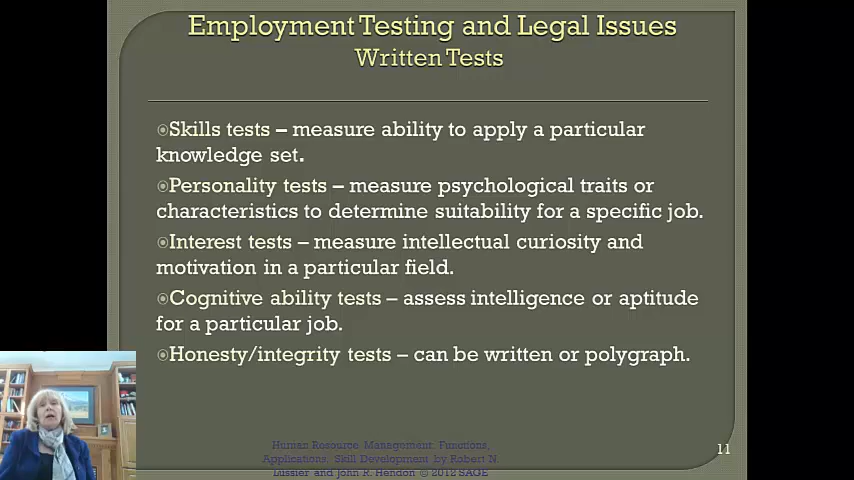 Employment Testing and Legal Issues
Written Tests
Skills tests – measure ability to apply a particular
knowledge set.
Personality tests – measure psychological traits or
characteristics to determine suitability for a specific job.
Interest tests – measure intellectual curiosity and
motivation in a particular field.
Cognitive ability tests – assess intelligence or aptitude
for a particular job.
Honesty/integrity tests – can be written or polygraph.
Human Resource Management: Functions,
Applications, Skill Development by Robert N.
Lussier and John R. Hendon © 2012 SAGE
11